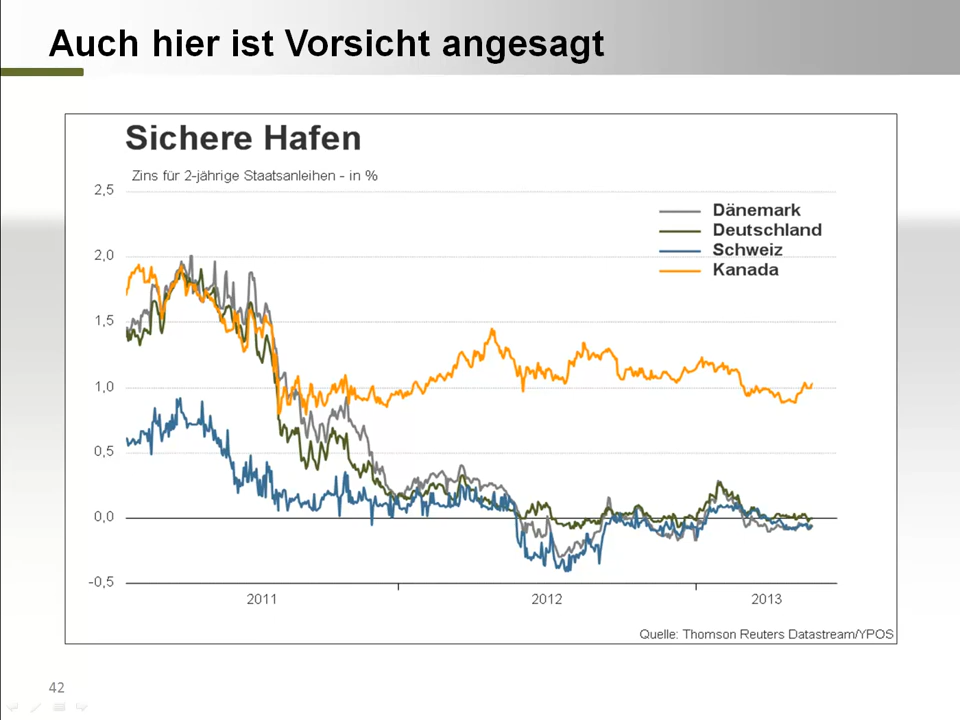 Auch hier ist Vorsicht angesagt
Sichere Hafen
Zins für 2-jährige Staatsanleihen - in %
2,5
2,0
1,5
1,0
0,5
0,0
-0,5
Dänemark
Deutschland
Schweiz
Kanada
2011 2012 2013
Quelle: Thomson Reuters Datastream/YPOS
42